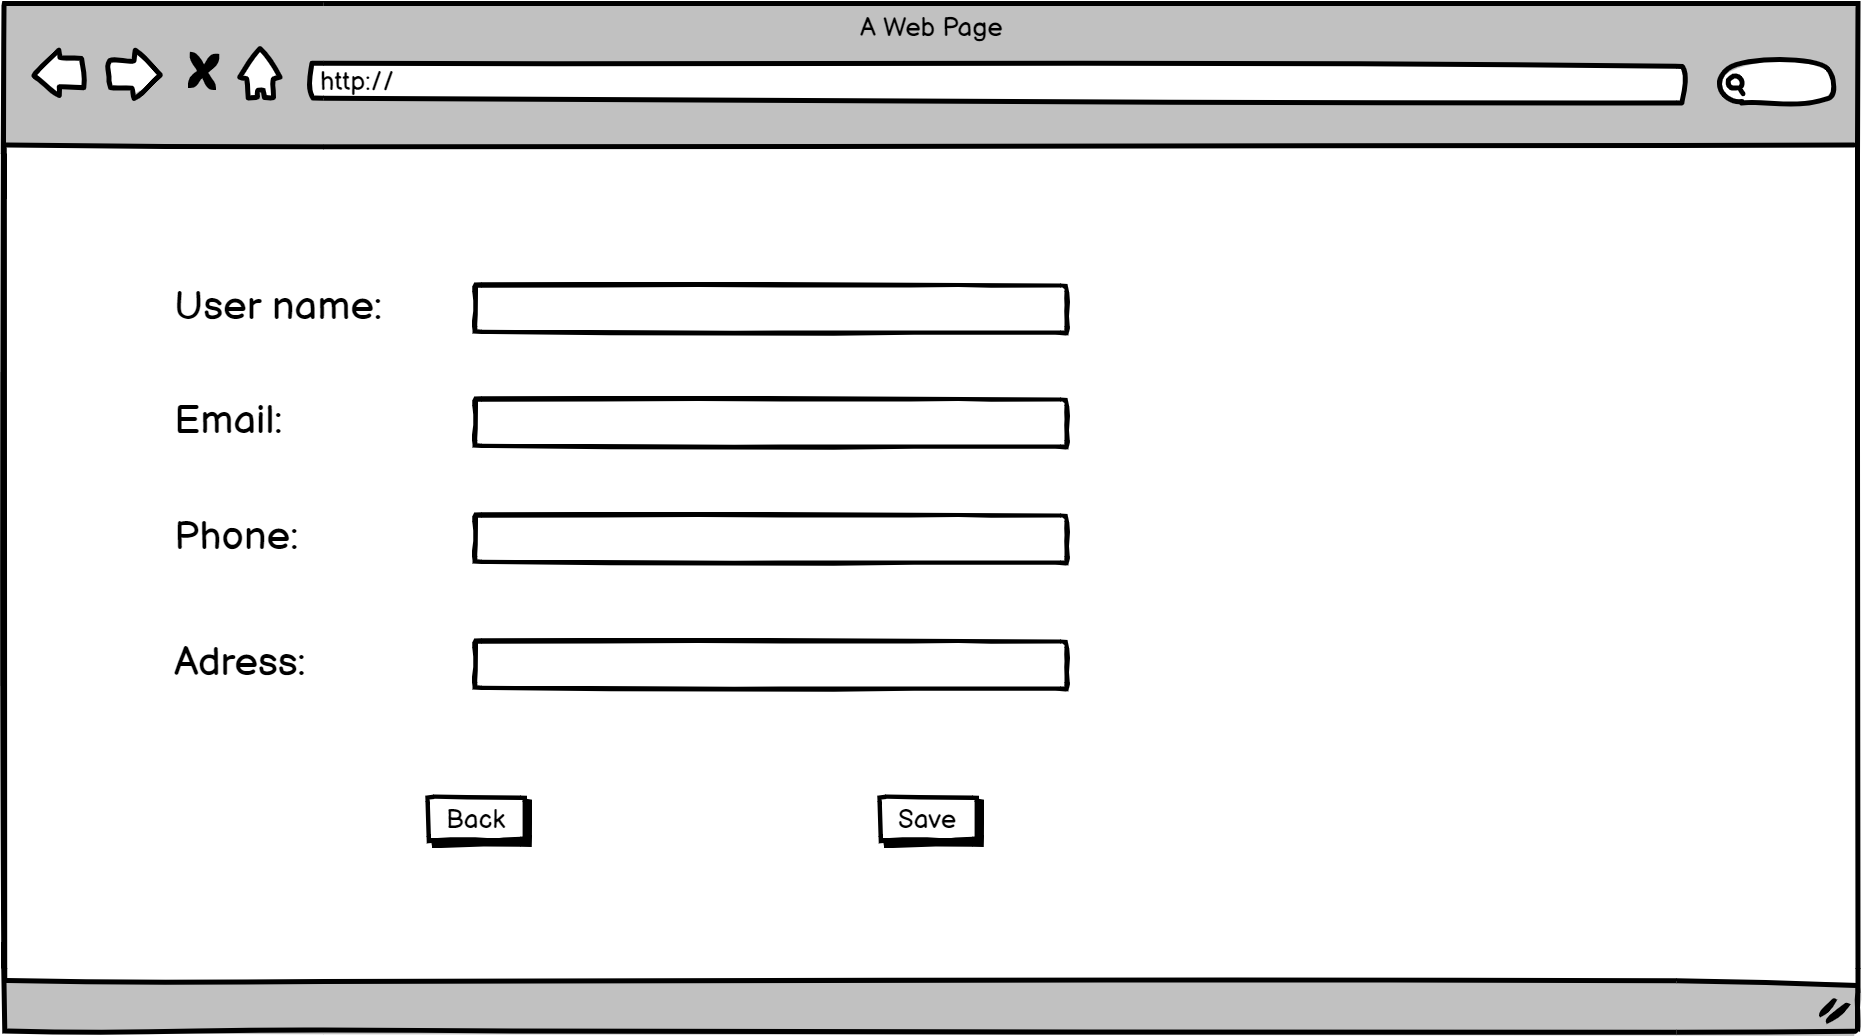 A Web Page
http://
User name:
Email:
Phone:
Adress:
Back
Save